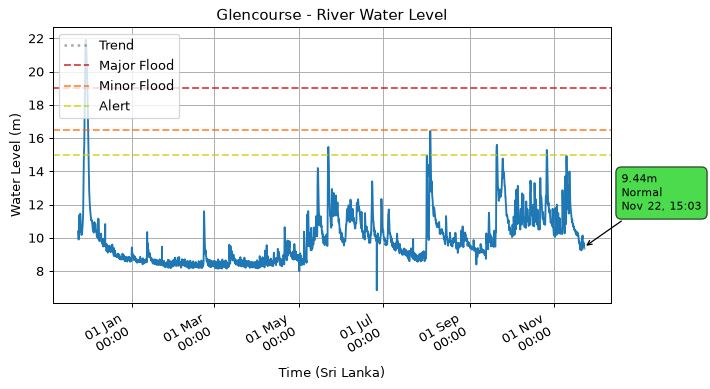 Glencourse - River Water Level
Trend
Major Flood
Minor Flood
Alert
Water Level (m)
22
20
18
16
14
12
10
8
9.44m
Normal
Nov 22, 15:03
01 Jan
00:00
01 Mar
00:00
01 May
00:00
01 Jul
00:00
01 Sep
00:00
01 Nov
00:00
Time (Sri Lanka)